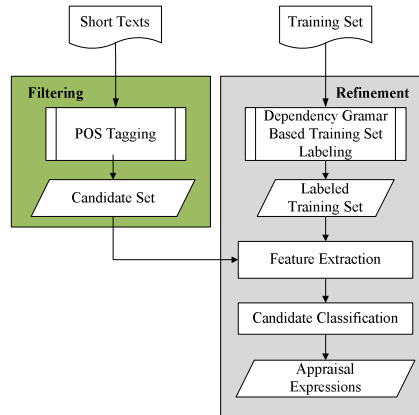 Short Texts
Training Set
Filtering
Refinement
POS Tagging
Dependency Gramar
Based Training Set
Labeling
Candidate Set
Labeled
Training Set
Feature Extraction
Candidate Classification
Appraisal
Expressions